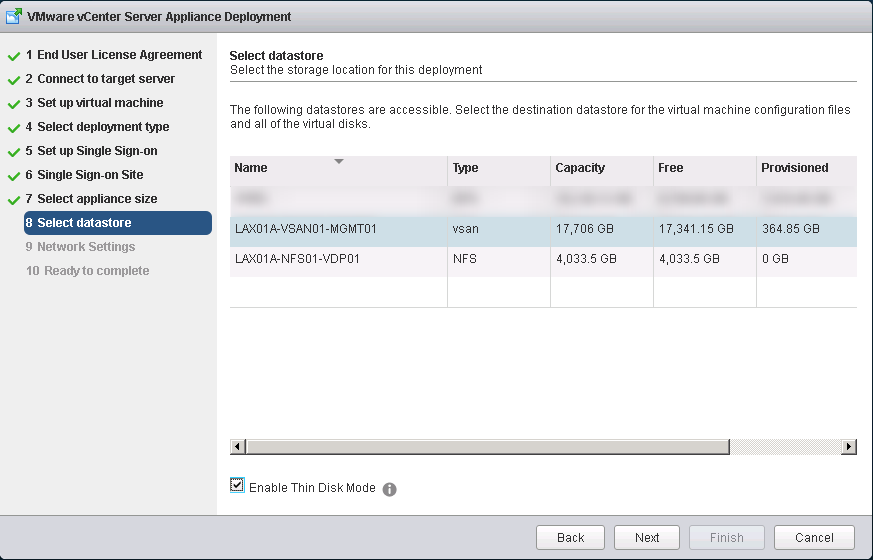 VMware vCenter Server Appliance Deployment
1 End User License Agreement
2 Connect to target server
3 Set up virtual machine
4 Select deployment type
5 Set up Single Sign-on
6 Single Sign-on Site
7 Select appliance size
8 Select datastore
9 Network Settings
10 Ready to complete
Select datastore
Select the storage location for this deployment
The following datastores are accessible. Select the destination datastore for the virtual machine configuration files
and all of the virtual disks.
Name Type Capacity Free Provisioned
LAX01A-VSAN01-MGMT01 vsan 17,706 GB 17,341.15 GB 364.85 GB
LAX01A-NFS01-VDP01 NFS 4,033.5 GB 4,033.5 GB 0 GB
Enable Thin Disk Mode
Back Next Finish Cancel